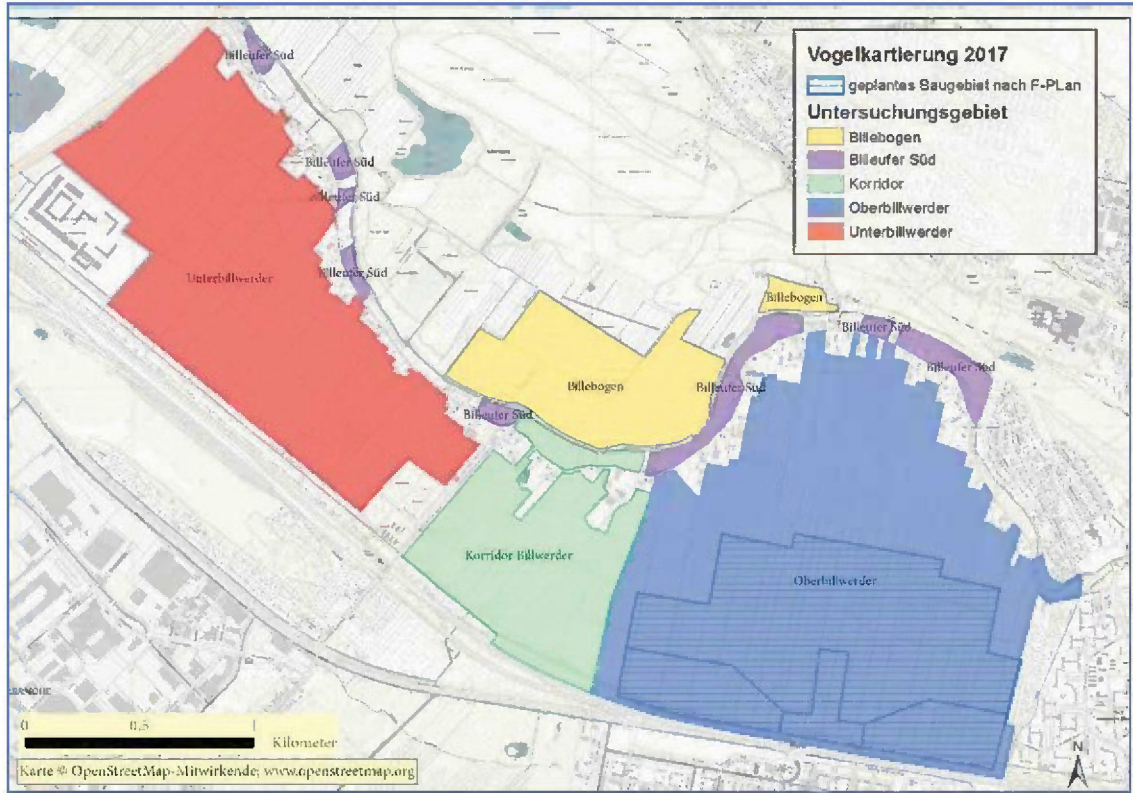 Vogelkartierung 2017
geplantes Baugebiet nach F-PLan
Untersuchungsgebiet
Billebogen
Billeufer Süd
Korridor
Oberbillwerder
Unterbillwerder
Billeufer Süd
Billeufer Süd
Billeufer Süd
Billeufer Süd
Unterbillwerder
Billebogen
Billeufer Süd
Billeufer Süd
Billebogen
Billeufer Süd
Billeufer Süd
Korridor Billwerder
Oberbillwerder
0 0,5 1
Kilometer
Karte © OpenStreetMap-Mitwirkende; www.openstreetmap.org
N